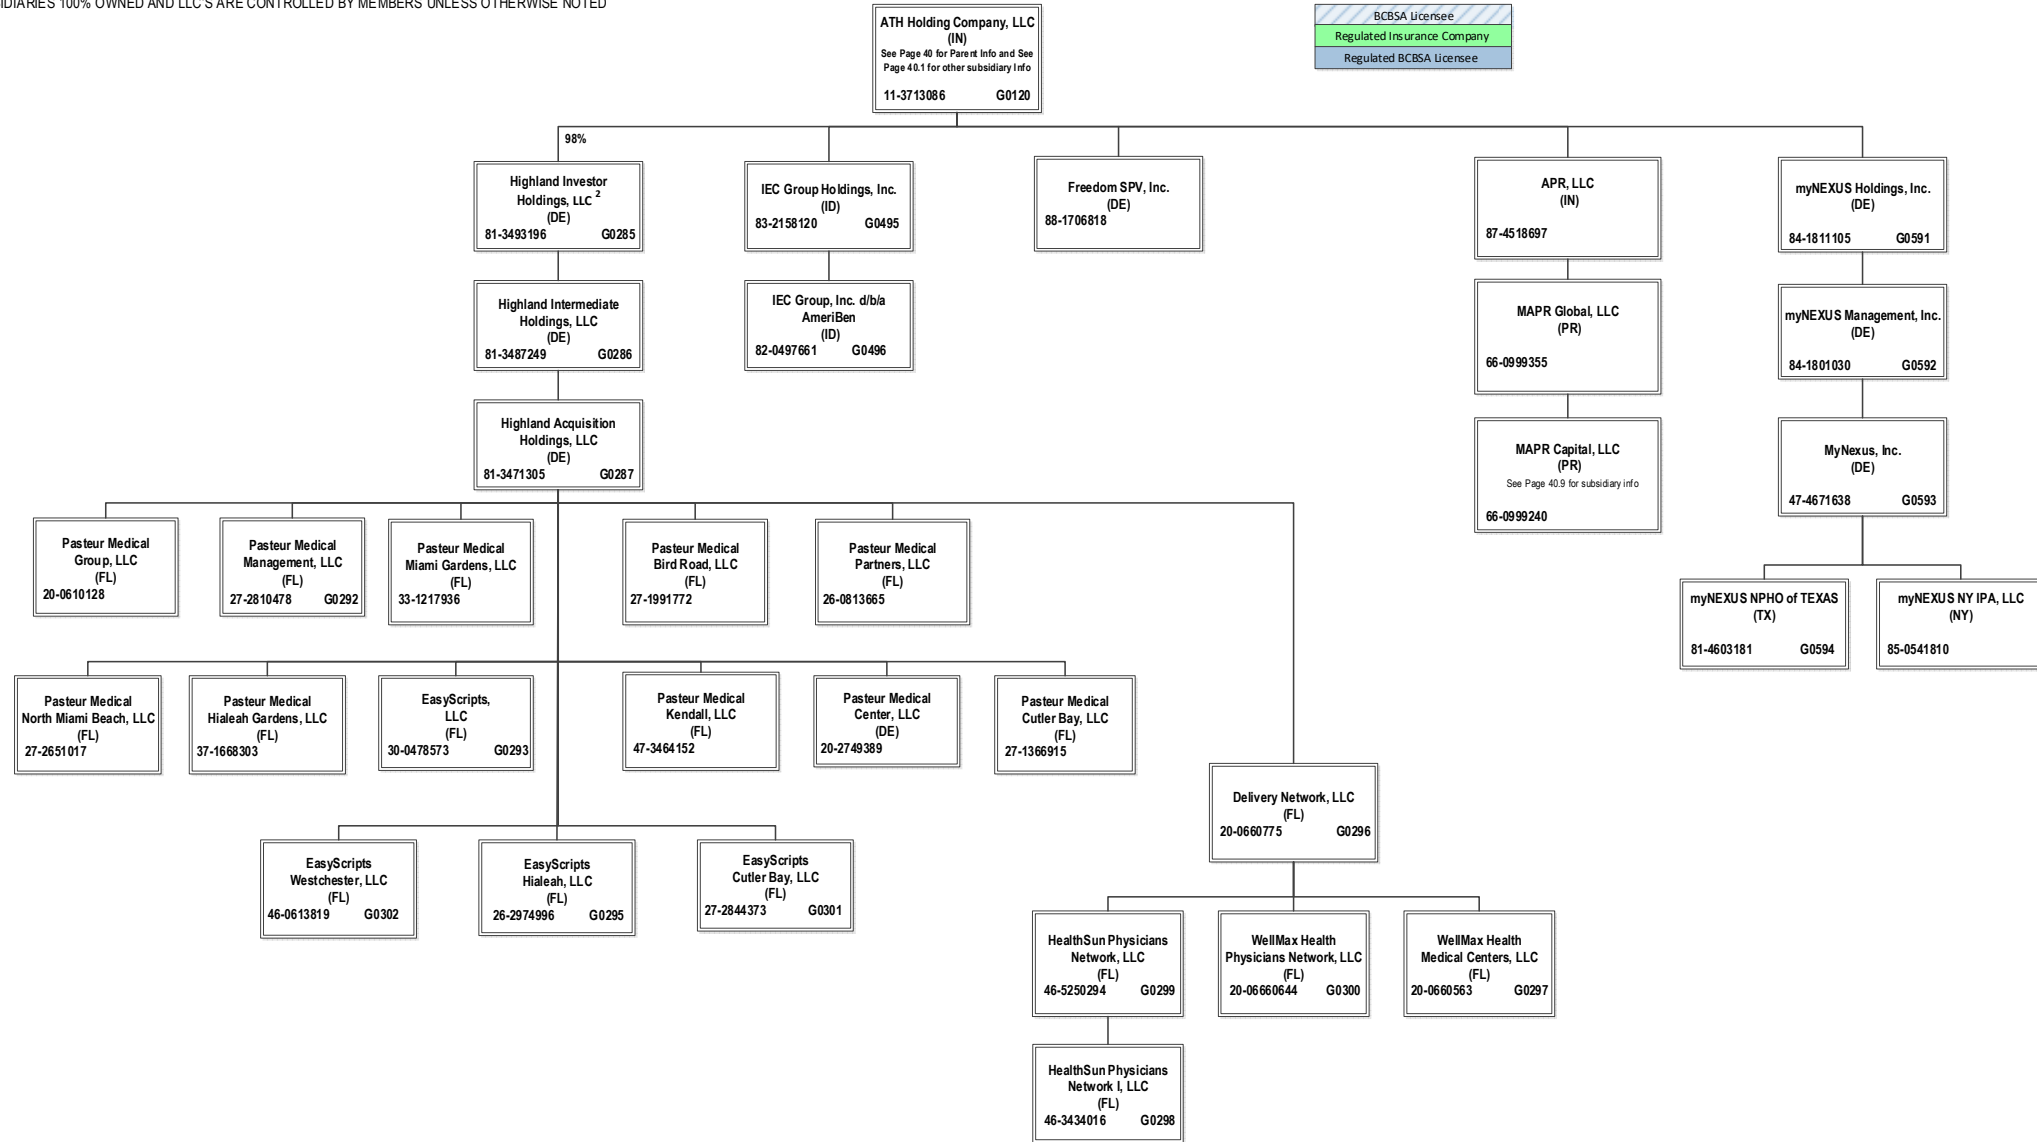 SIDIARIES 100% OWNED AND LLC'S ARE CONTROLLED BY MEMBERS UNLESS OTHERWISE NOTED
ATH Holding Company, LLC
(IN)
See Page 40 for Parent Info and See
Page 40.1 for other subsidiary Info
11-3713086 G0120
BCBSA Licensee
Regulated Insurance Company
Regulated BCBSA Licensee
98%
Highland Investor
Holdings, LLC 2
(DE)
81-3493196 G0285
IEC Group Holdings, Inc.
(ID)
83-2158120 G0495
Freedom SPV, Inc.
(DE)
88-1706818
APR, LLC
(IN)
87-4518697
myNEXUS Holdings, Inc.
(DE)
84-1811105 G0591
Highland Intermediate
Holdings, LLC
(DE)
81-3487249 G0286
IEC Group, Inc. d/b/a
AmeriBen
(ID)
82-0497661 G0496
MAPR Global, LLC
(PR)
66-0999355
myNEXUS Management, Inc.
(DE)
84-1801030 G0592
Highland Acquisition
Holdings, LLC
(DE)
81-3471305 G0287
MAPR Capital, LLC
(PR)
See Page 40.9 for subsidiary info
66-0999240
MyNexus, Inc.
(DE)
47-4671638 G0593
Pasteur Medical
Group, LLC
(FL)
20-0610128
Pasteur Medical
Management, LLC
(FL)
27-2810478 G0292
Pasteur Medical
Miami Gardens, LLC
(FL)
33-1217936
Pasteur Medical
Bird Road, LLC
(FL)
27-1991772
Pasteur Medical
Partners, LLC
(FL)
26-0813665
myNEXUS NPHO of TEXAS
(TX)
81-4603181 G0594
myNEXUS NY IPA, LLC
(NY)
85-0541810
Pasteur Medical
North Miami Beach, LLC
(FL)
27-2651017
Pasteur Medical
Hialeah Gardens, LLC
(FL)
37-1668303
EasyScripts,
LLC
(FL)
30-0478573 G0293
Pasteur Medical
Kendall, LLC
(FL)
47-3464152
Pasteur Medical
Center, LLC
(DE)
20-2749389
Pasteur Medical
Cutler Bay, LLC
(FL)
27-1366915
Delivery Network, LLC
(FL)
20-0660775 G0296
EasyScripts
Westchester, LLC
(FL)
46-0613819 G0302
EasyScripts
Hialeah, LLC
(FL)
26-2974996 G0295
EasyScripts
Cutler Bay, LLC
(FL)
27-2844373 G0301
HealthSun Physicians
Network, LLC
(FL)
46-5250294 G0299
WellMax Health
Physicians Network, LLC
(FL)
20-06660644 G0300
WellMax Health
Medical Centers, LLC
(FL)
20-0660563 G0297
HealthSun Physicians
Network I, LLC
(FL)
46-3434016 G0298